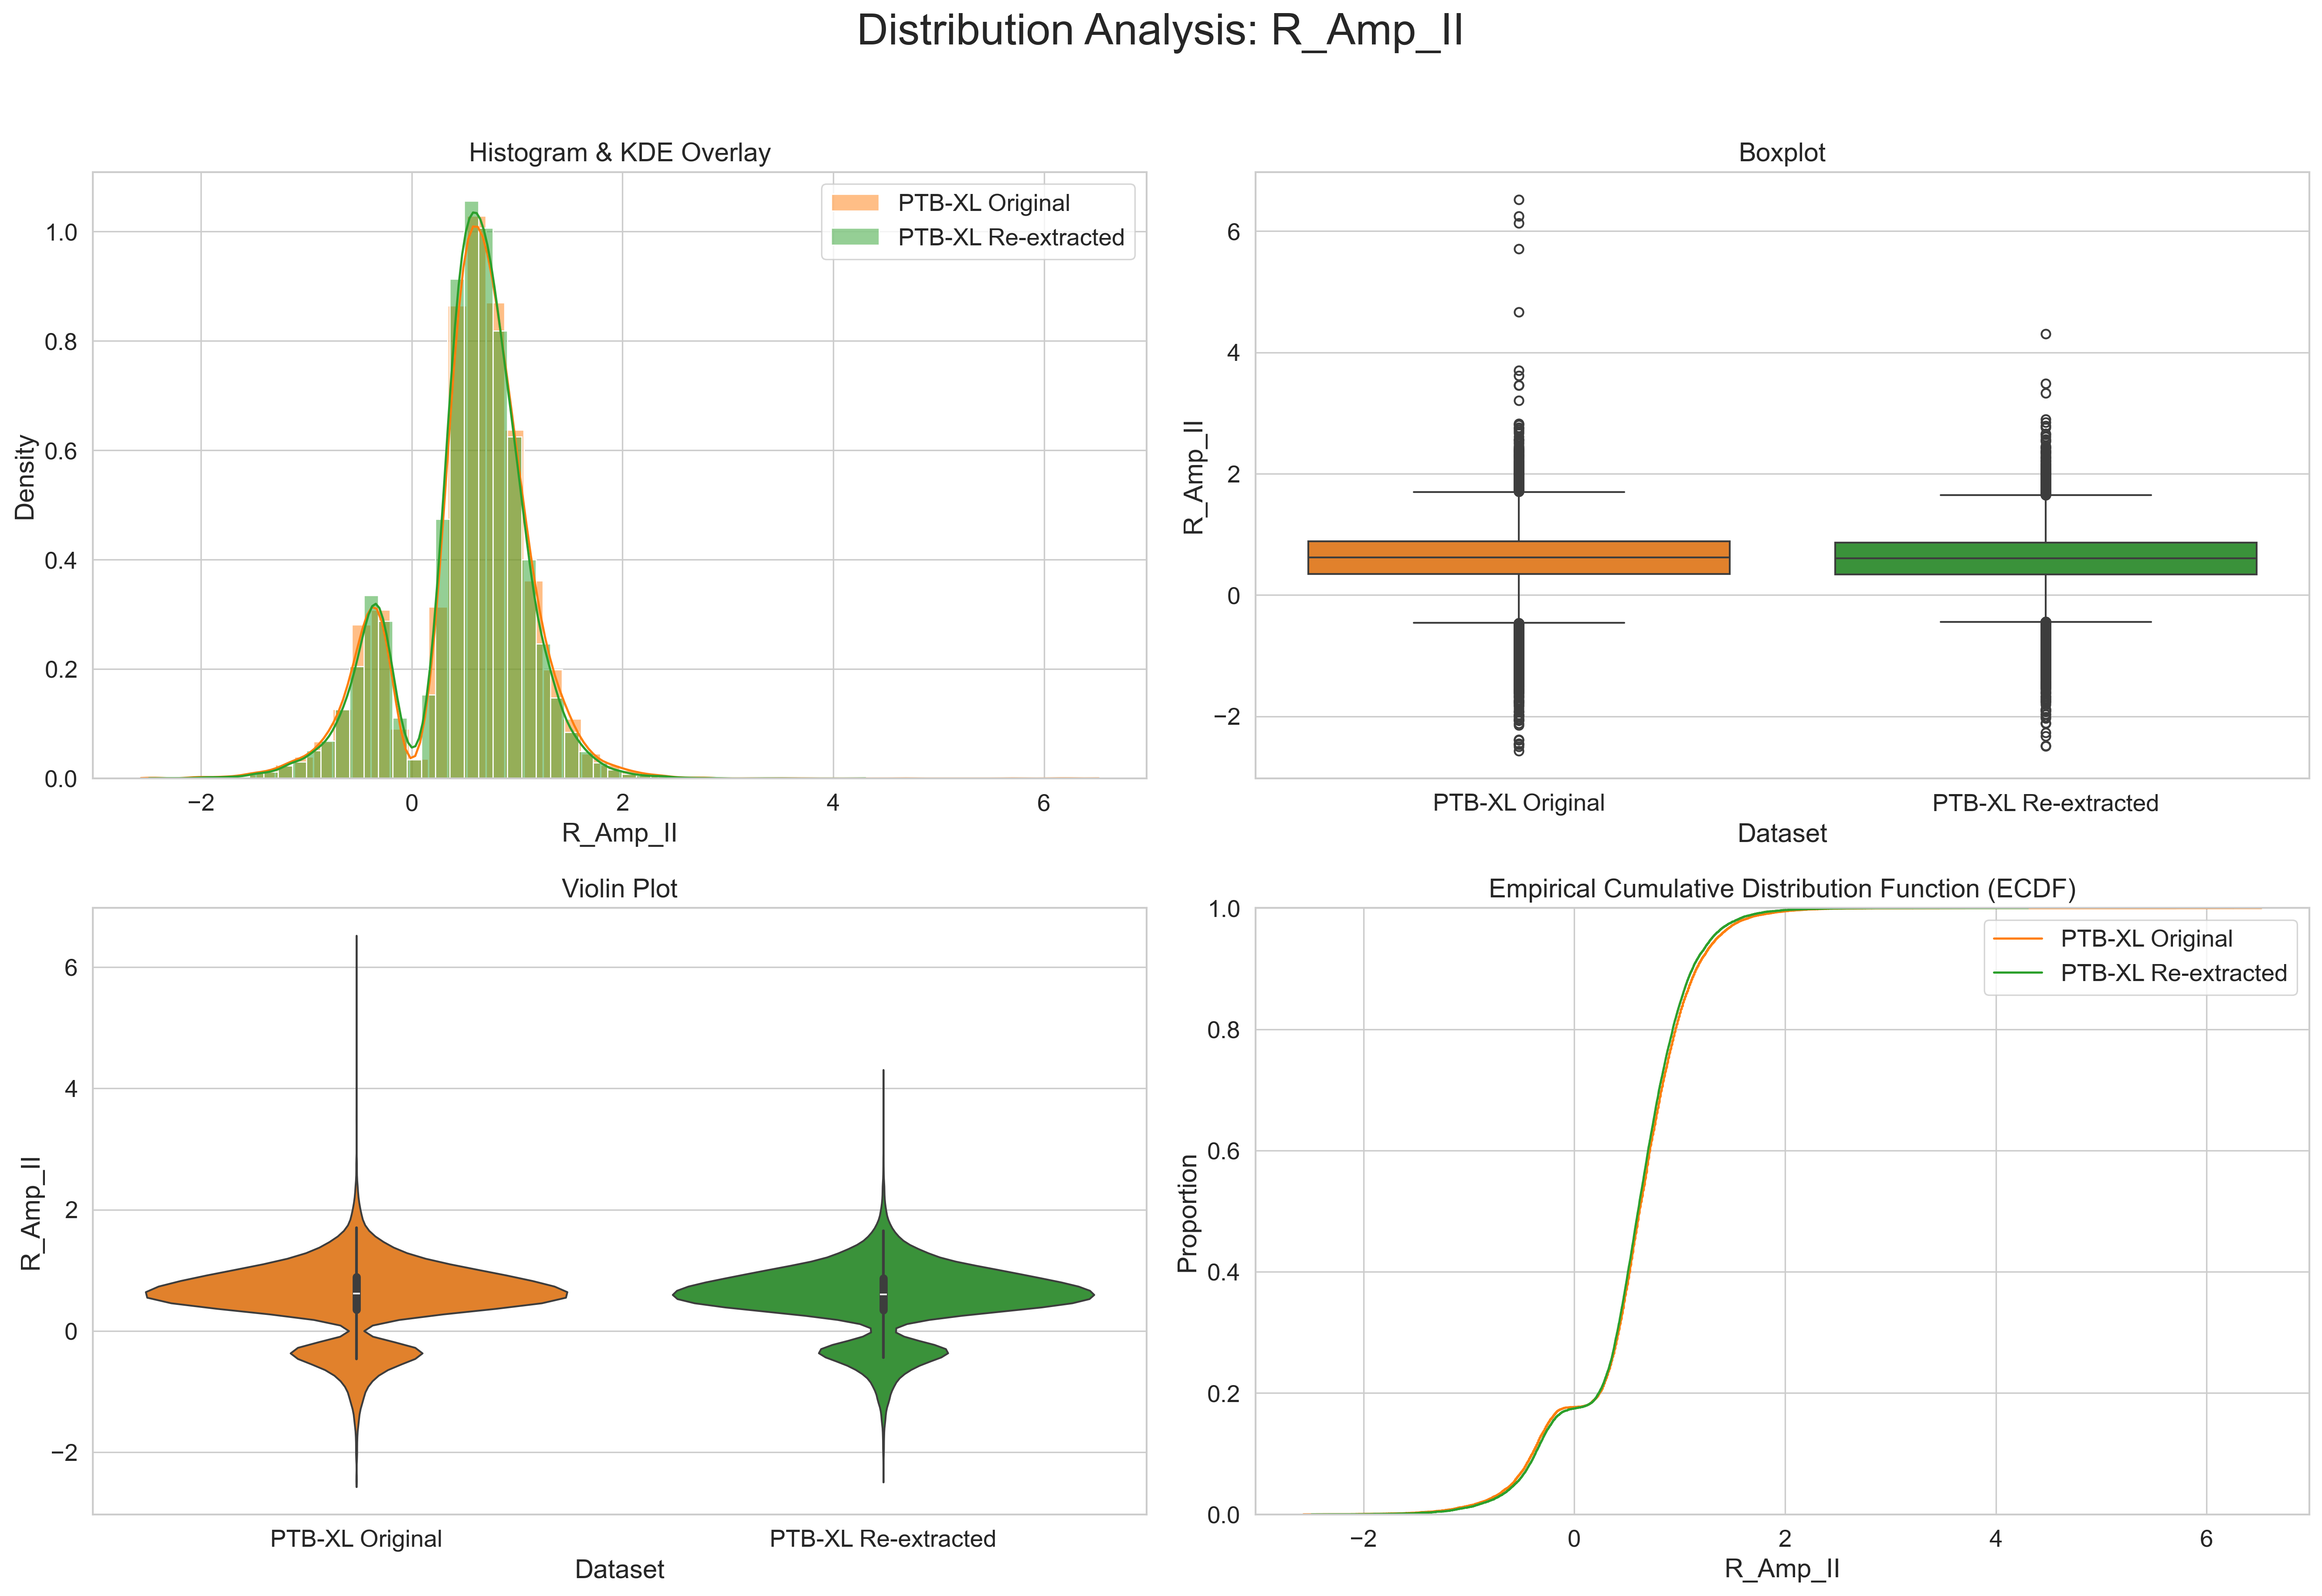 Distribution Analysis: R_Amp_II
Histogram & KDE Overlay
PTB-XL Original
PTB-XL Re-extracted
Density
1.0
0.8
0.6
0.4
0.2
0.0
−2 0 2 4 6
R_Amp_II
Boxplot
R_Amp_II
6
4
2
0
−2
PTB-XL Original PTB-XL Re-extracted
Dataset
Violin Plot
R_Amp_II
6
4
2
0
−2
PTB-XL Original PTB-XL Re-extracted
Dataset
Empirical Cumulative Distribution Function (ECDF)
PTB-XL Original
PTB-XL Re-extracted
Proportion
1.0
0.8
0.6
0.4
0.2
0.0
−2 0 2 4 6
R_Amp_II